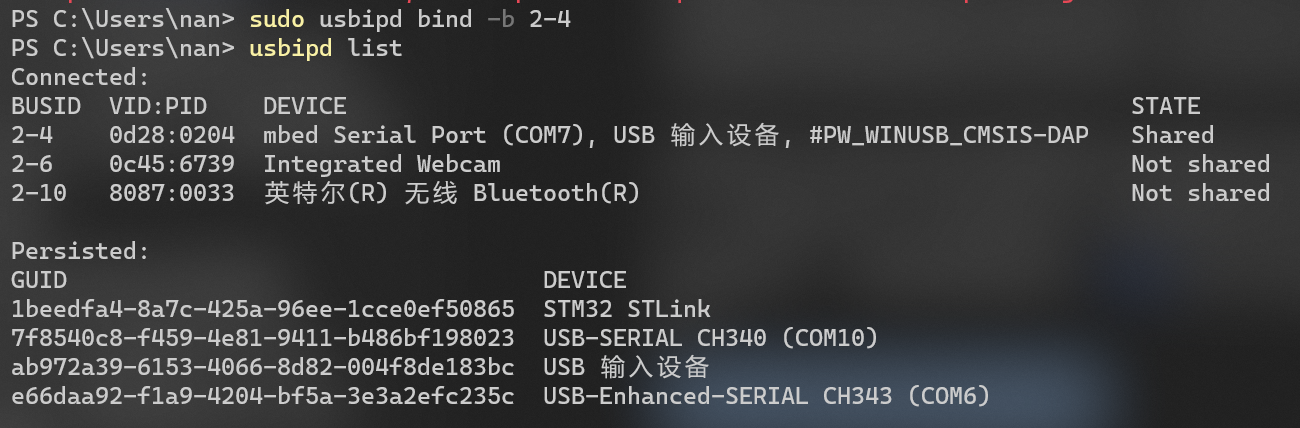 PS C:\Users\nan> sudo usbipd bind -b 2-4
PS C:\Users\nan> usbipd list
Connected:
BUSID  VID:PID    DEVICE                                                        STATE
2-4    0d28:0204  mbed Serial Port (COM7), USB 输入设备, #PW_WINUSB_CMSIS-DAP   Shared
2-6    0c45:6739  Integrated Webcam                                             Not shared
2-10   8087:0033  英特尔(R) 无线 Bluetooth(R)                                   Not shared

Persisted:
GUID                                  DEVICE
1beedfa4-8a7c-425a-96ee-1cce0ef50865  STM32 STLink
7f8540c8-f459-4e81-9411-b486bf198023  USB-SERIAL CH340 (COM10)
ab972a39-6153-4066-8d82-004f8de183bc  USB 输入设备
e66daa92-f1a9-4204-bf5a-3e3a2efc235c  USB-Enhanced-SERIAL CH343 (COM6)